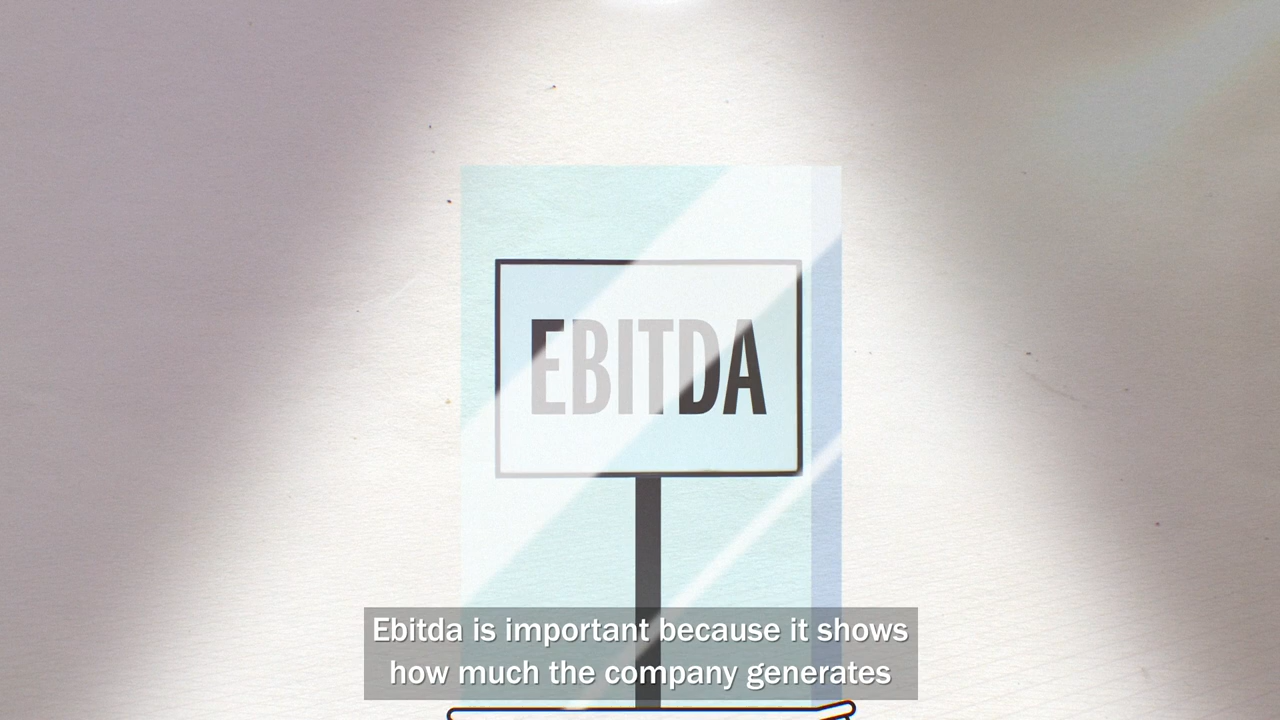 EBITDA
Ebitda is important because it shows
how much the company generates